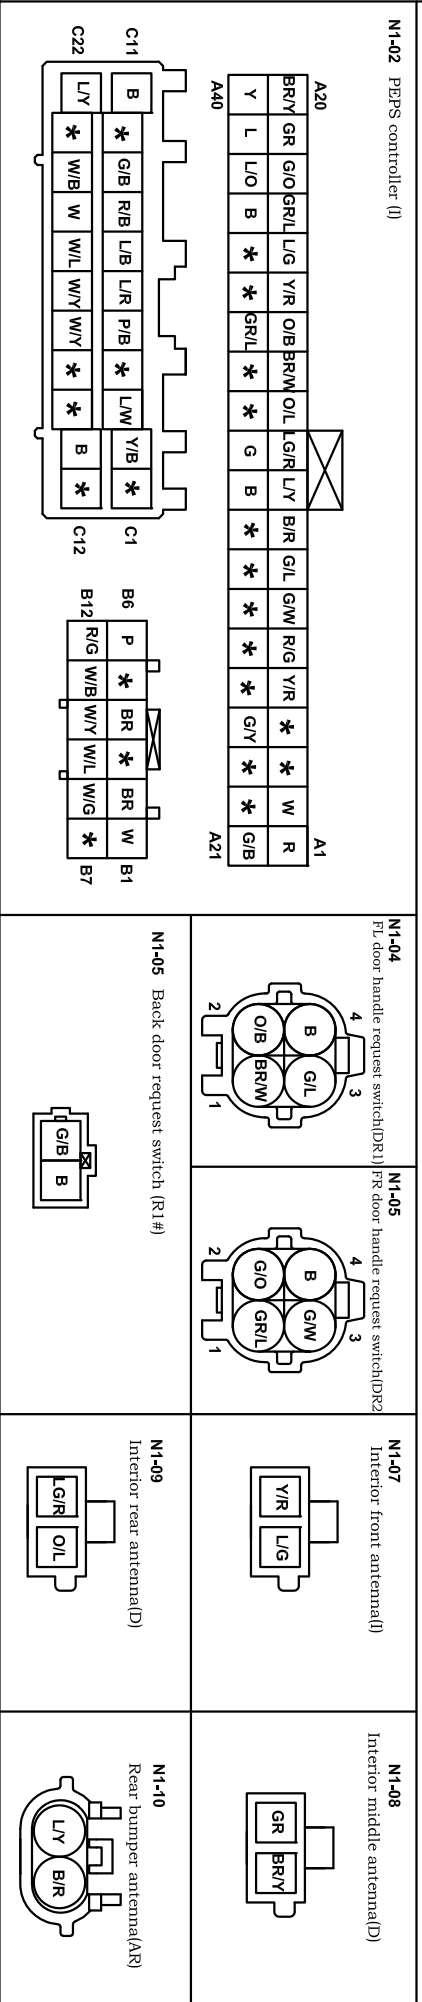 N1-02 PEPS controller (I)
A20 A1
BR/Y GR G/O GR/L L/G Y/R O/B BR/W O/L LG/R L/Y B/R G/L G/W R/G Y/R * * W R
Y L L/O B * * GR/L * * G B * * * * * G/Y * * G/B
A40 A21
C11 C1
B * G/B R/B L/B L/R P/B * L/W Y/B *
L/Y * W/B W W/L W/Y W/Y * * B *
C22 C12
B6 B1
P * BR * BR W
R/G W/B W/Y W/L W/G *
B12 B7
N1-04
FL door handle request switch(DR1)
4 3
B G/L
O/B BR/W
2 1
N1-05
FR door handle request switch(DR2
4 3
B G/W
G/O GR/L
2 1
N1-05 Back door request switch (R1#)
G/B B
N1-07
Interior front antenna(I)
Y/R L/G
N1-08
Interior middle antenna(D)
GR BR/Y
N1-09
Interior rear antenna(D)
LG/R O/L
N1-10
Rear bumper antenna(AR)
L/Y B/R